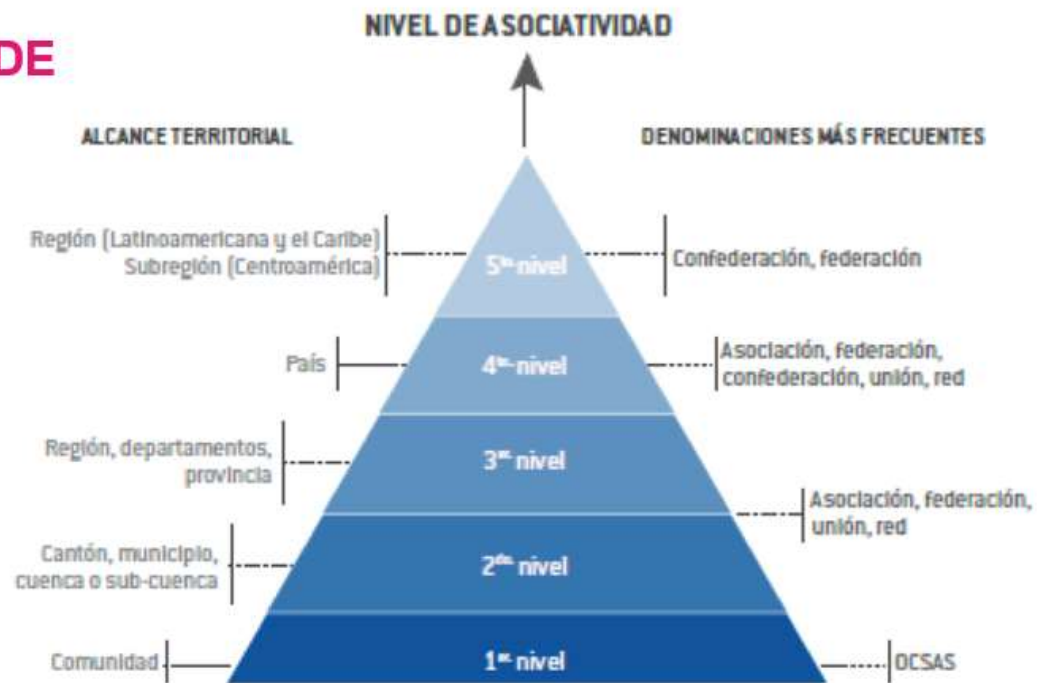 DE
NIVEL DE ASOCIATIVIDAD
ALCANCE TERRITORIAL
DENOMINACIONES MÁS FRECUENTES
Región (Latinoamericana y el Caribe)
Subregión (Centroamérica)
5to nivel
Confederación, federación
País
4to nivel
Asociación, federación,
confederación, unión, red
Región, departamentos,
provincia
3er nivel
Asociación, federación,
unión, red
Cantón, municipio,
cuenca o sub-cuenca
2do nivel
Comunidad
1er nivel
OCSAS